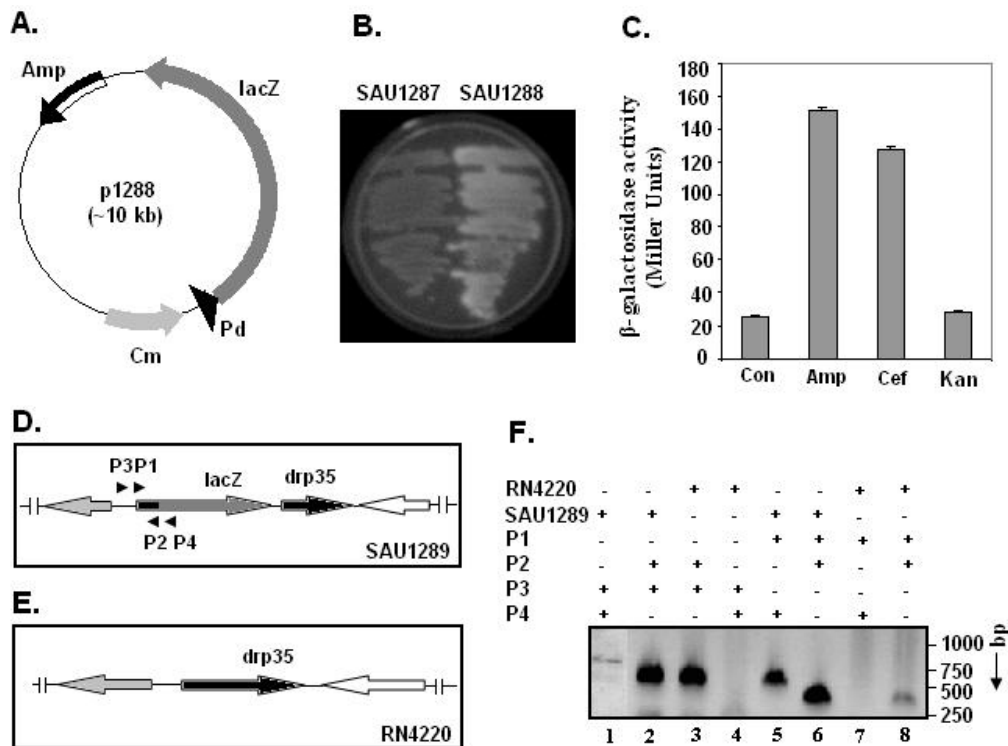 A.
Amp
lacZ
p1288
(~10 kb)
Pd
Cm
B.
SAU1287 SAU1288
C.
β-galactosidase activity
(Miller Units)
180
160
140
120
100
80
60
40
20
0
Con Amp Cef Kan
D.
P3P1 lacZ drp35
P2 P4
SAU1289
E.
drp35
RN4220
F.
RN4220 - - + + - - + +
SAU1289 + + - - + + - -
P1 - - - - + + + +
P2 - + + - - + - +
P3 + + + + - - - -
P4 + - - + + - + -
1000
750
500
250
bp
1 2 3 4 5 6 7 8